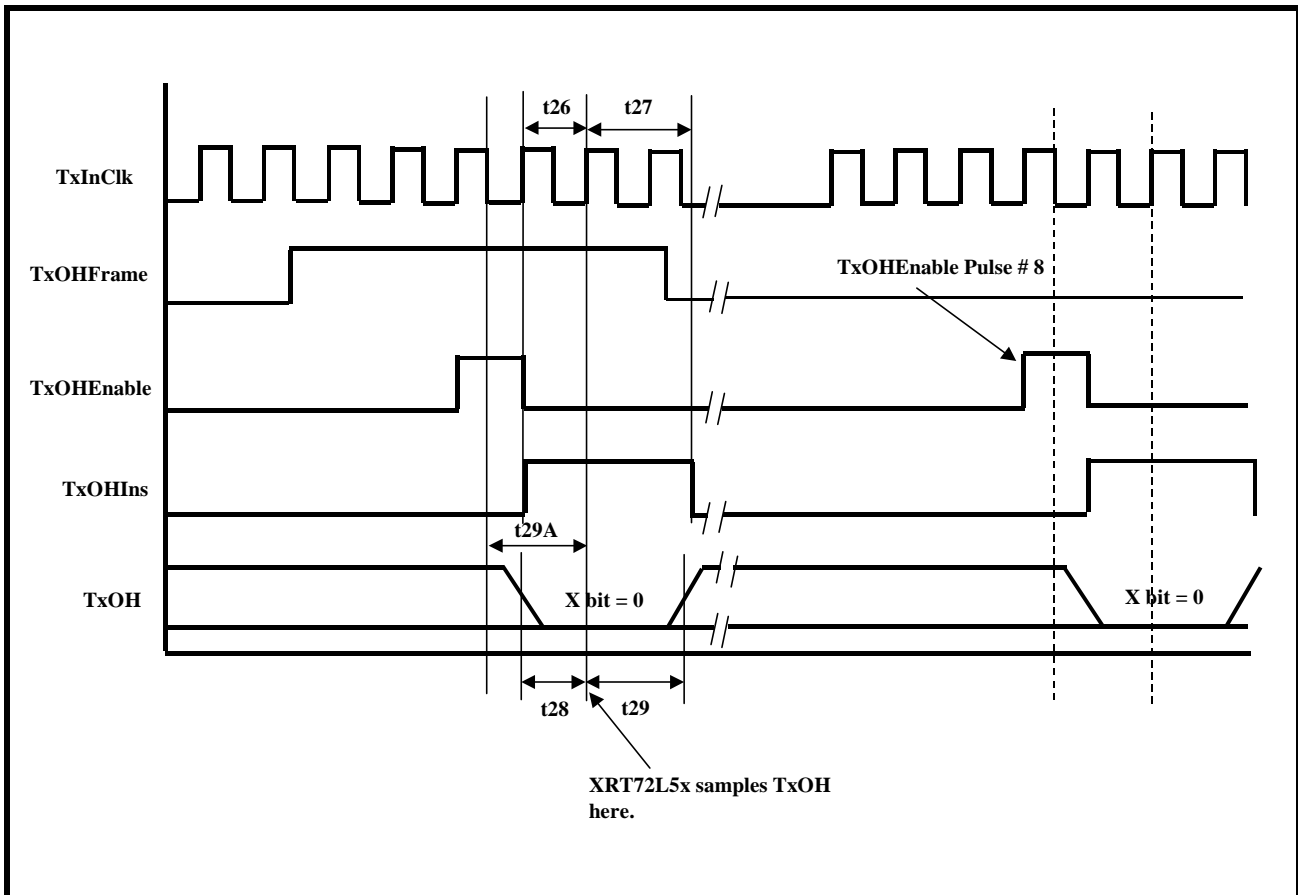 t26
t27
TxInClk
TxOHFrame
TxOHEnable Pulse # 8
TxOHEnable
TxOHIns
t29A
TxOH
X bit = 0
X bit = 0
t28
t29
XRT72L5x samples TxOH
here.